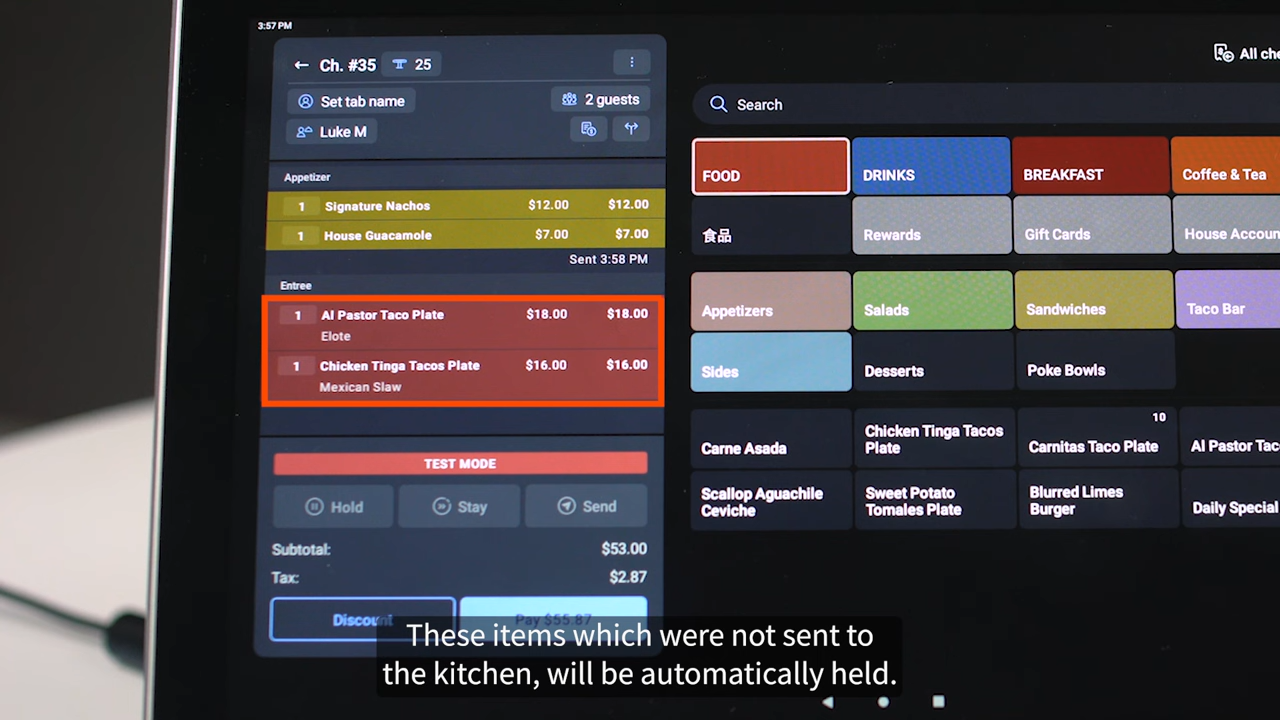 3:57 PM
Ch. #35
25
Set tab name
2 guests
Luke M
Appetizer
1 Signature Nachos $12.00 $12.00
1 House Guacamole $7.00 $7.00
Sent 3:58 PM
Entree
1 Al Pastor Taco Plate $18.00 $18.00
Elote
1 Chicken Tinga Tacos Plate $16.00 $16.00
Mexican Slaw
TEST MODE
Hold Stay Send
Subtotal: $53.00
Tax: $2.87
Discount Pay $55.87
All che
Search
FOOD DRINKS BREAKFAST Coffee & Tea
食品 Rewards Gift Cards House Accoun
Appetizers Salads Sandwiches Taco Bar
Sides Desserts Poke Bowls
10
Carne Asada
Chicken Tinga Tacos
Plate
Carnitas Taco Plate
Al Pastor Tac
Scallop Aguachile
Ceviche
Sweet Potato
Tomales Plate
Blurred Limes
Burger
Daily Special
These items which were not sent to
the kitchen, will be automatically held.